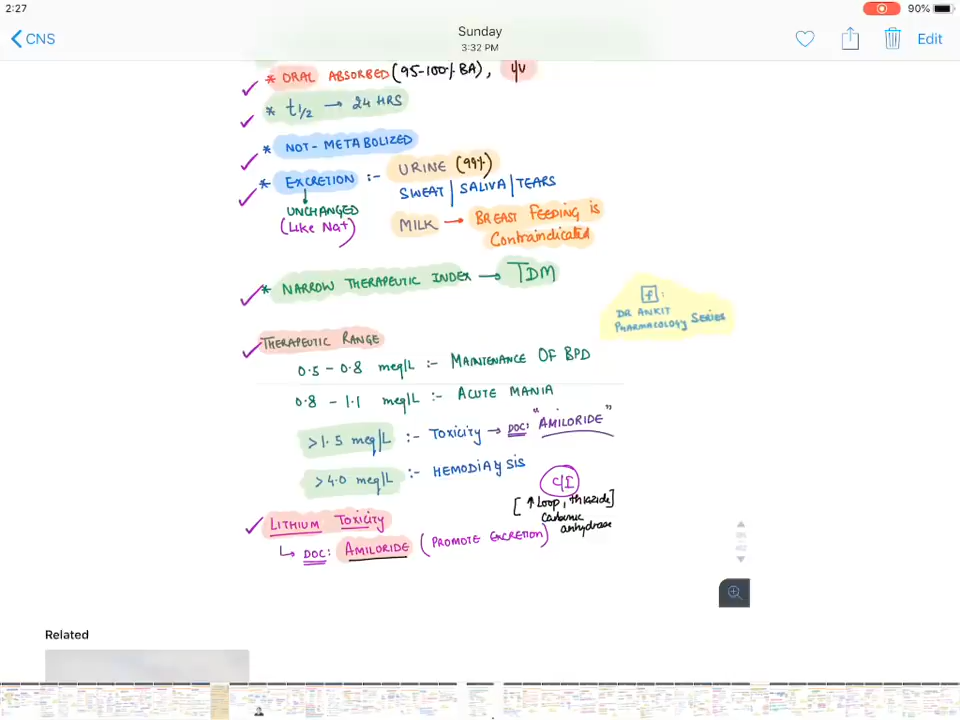 2:27
90%
CNS
Sunday
3:32 PM
Edit
* ORAL ABSORBED (95-100% BA),
* t1/2 → 24 HRS
* NOT-METABOLIZED
* EXCRETION :- URINE (99%)
SWEAT | SALIVA | TEARS
UNCHANGED
(Like Na+)
MILK → BREAST FEEDING is
Contraindicated
* NARROW THERAPEUTIC INDEX → TDM
f :
DR ANKIT
PHARMACOLOGY SERIES
THERAPEUTIC RANGE
0.5 - 0.8 meq/L :- MAINTENANCE OF BPD
0.8 - 1.1 meq/L :- ACUTE MANIA
>1.5 meq/L :- TOXICITY → DOC: "AMILORIDE"
>4.0 meq/L :- HEMODIALYSIS
C/I
[↑ Loop, thiazide]
Carbonic
anhydrase
LITHIUM TOXICITY
↳ DOC: AMILORIDE (PROMOTE EXCRETION)
Related